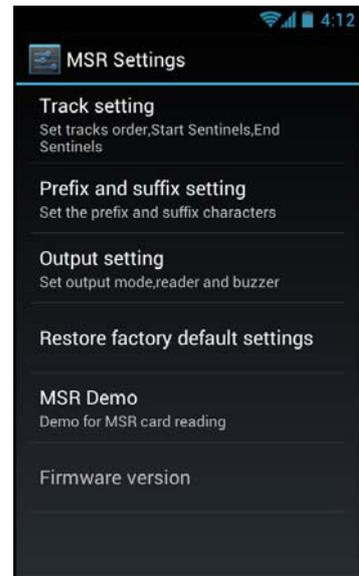 4:12
MSR Settings
Track setting
Set tracks order,Start Sentinels,End
Sentinels
Prefix and suffix setting
Set the prefix and suffix characters
Output setting
Set output mode,reader and buzzer
Restore factory default settings
MSR Demo
Demo for MSR card reading
Firmware version